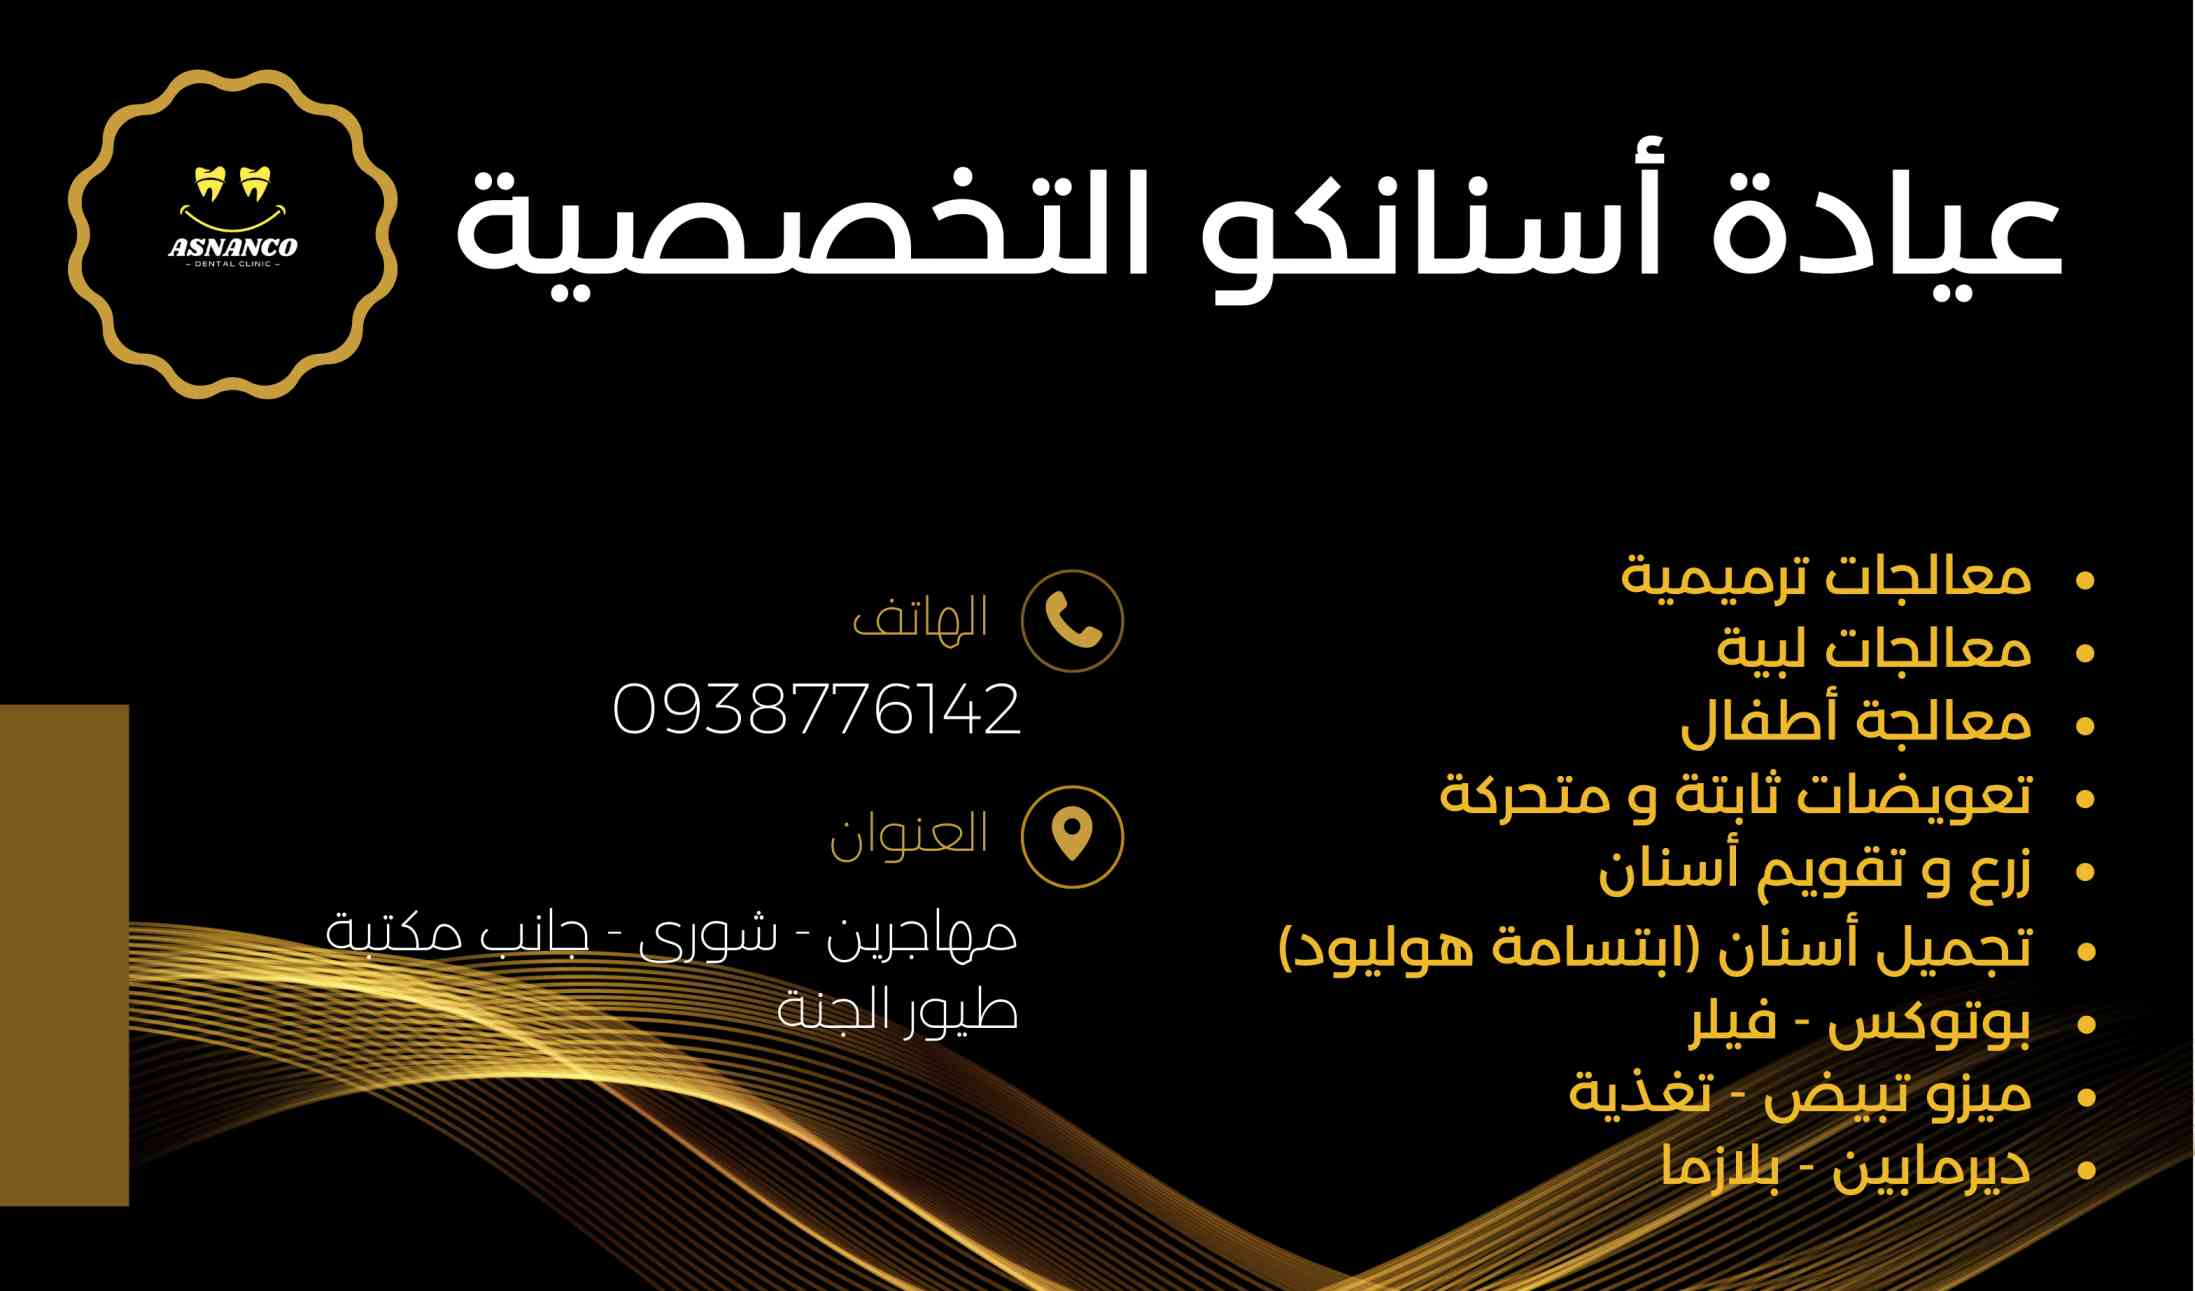 عيادة أسنانكو التخصصية
ASNANCO
– DENTAL CLINIC –
• معالجات ترميمية
• معالجات لبية
• معالجة أطفال
• تعويضات ثابتة و متحركة
• زرع و تقويم أسنان
• تجميل أسنان (ابتسامة هوليود)
• بوتوكس - فيلر
• ميزو تبيض - تغذية
• ديرمابين - بلازما
الهاتف
0938776142
العنوان
مهاجرين - شورى - جانب مكتبة
طيور الجنة